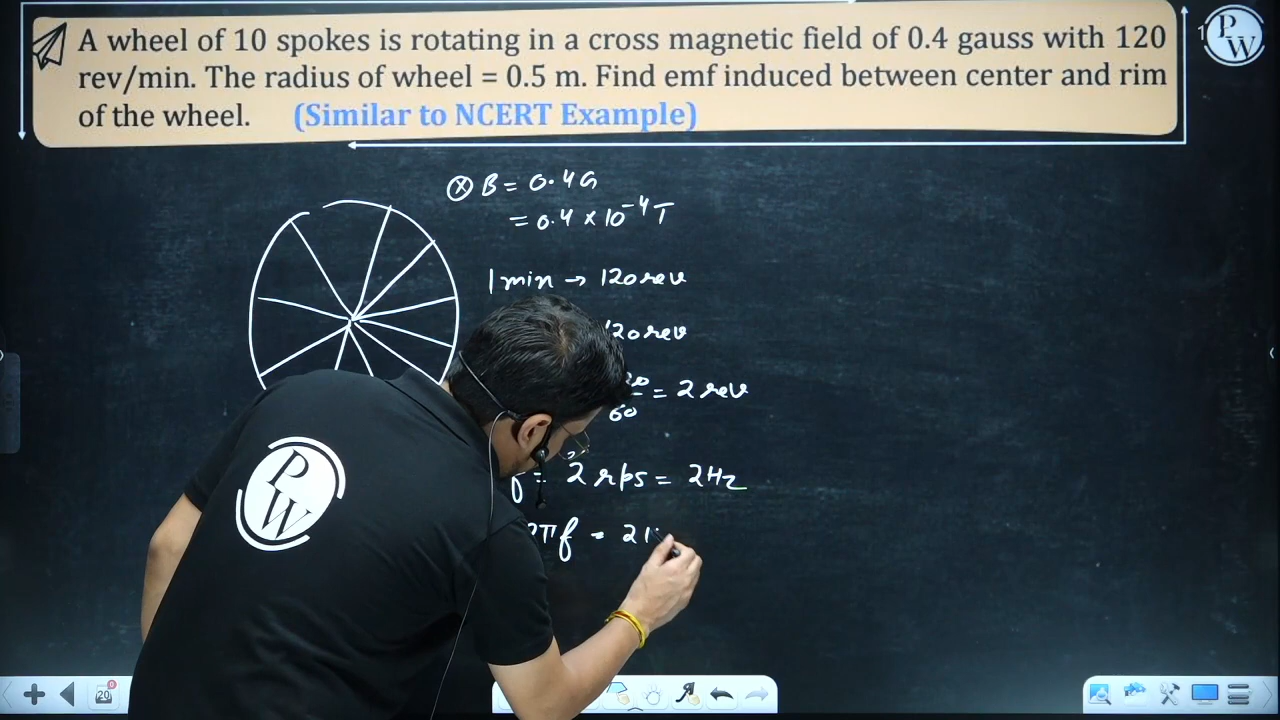 A wheel of 10 spokes is rotating in a cross magnetic field of 0.4 gauss with 120
rev/min. The radius of wheel = 0.5 m. Find emf induced between center and rim
of the wheel. (Similar to NCERT Example)
PW
ⓧ B = 0.4G
= 0.4 × 10⁻⁴ T
1 min → 120 rev
120 rev
60 = 2 rev
f = 2 rps = 2Hz
2πf = 2
PW
20